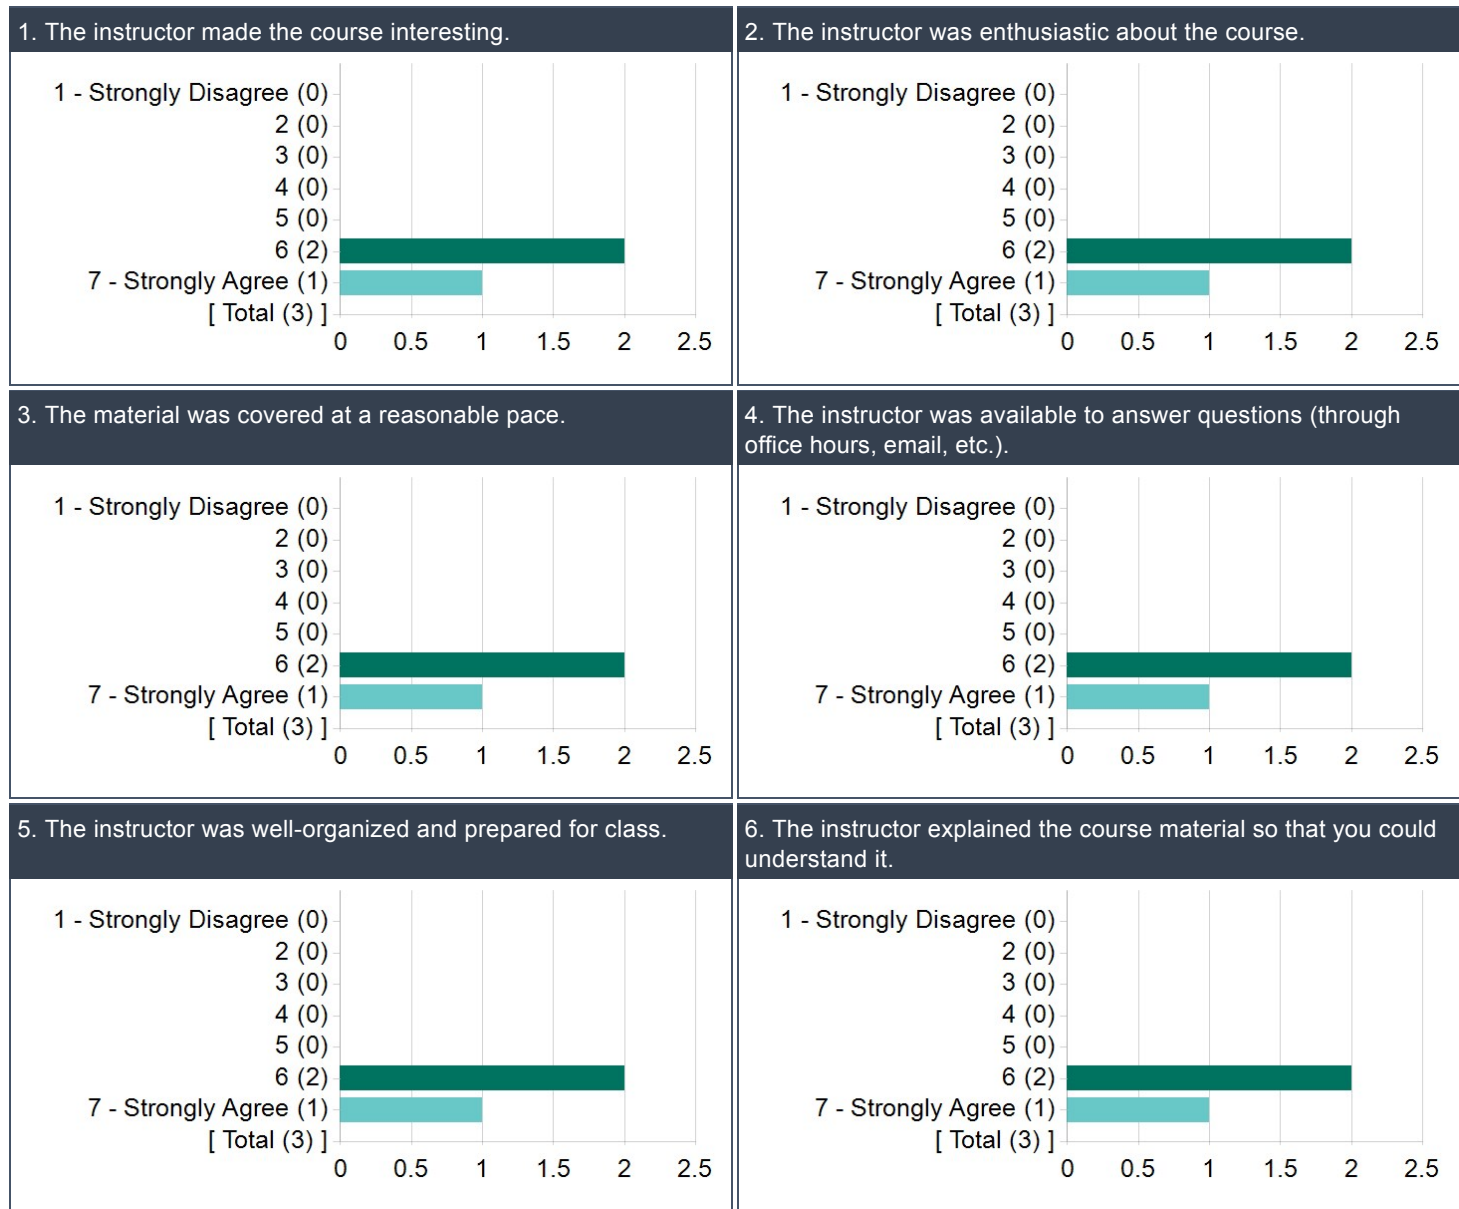 1. The instructor made the course interesting.
1 - Strongly Disagree (0)
2 (0)
3 (0)
4 (0)
5 (0)
6 (2)
7 - Strongly Agree (1)
[ Total (3) ]
0 0.5 1 1.5 2 2.5
2. The instructor was enthusiastic about the course.
1 - Strongly Disagree (0)
2 (0)
3 (0)
4 (0)
5 (0)
6 (2)
7 - Strongly Agree (1)
[ Total (3) ]
0 0.5 1 1.5 2 2.5
3. The material was covered at a reasonable pace.
1 - Strongly Disagree (0)
2 (0)
3 (0)
4 (0)
5 (0)
6 (2)
7 - Strongly Agree (1)
[ Total (3) ]
0 0.5 1 1.5 2 2.5
4. The instructor was available to answer questions (through
office hours, email, etc.).
1 - Strongly Disagree (0)
2 (0)
3 (0)
4 (0)
5 (0)
6 (2)
7 - Strongly Agree (1)
[ Total (3) ]
0 0.5 1 1.5 2 2.5
5. The instructor was well-organized and prepared for class.
1 - Strongly Disagree (0)
2 (0)
3 (0)
4 (0)
5 (0)
6 (2)
7 - Strongly Agree (1)
[ Total (3) ]
0 0.5 1 1.5 2 2.5
6. The instructor explained the course material so that you could
understand it.
1 - Strongly Disagree (0)
2 (0)
3 (0)
4 (0)
5 (0)
6 (2)
7 - Strongly Agree (1)
[ Total (3) ]
0 0.5 1 1.5 2 2.5